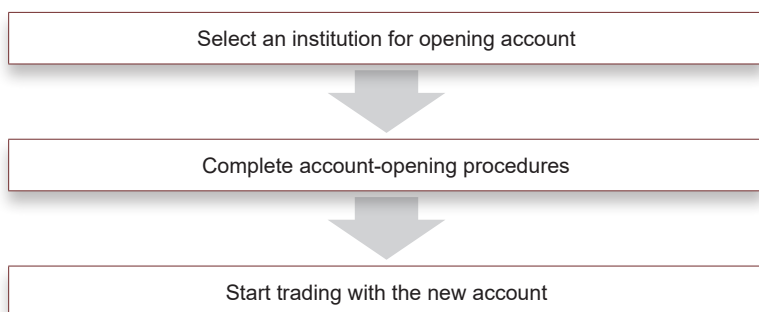 Select an institution for opening account
Complete account-opening procedures
Start trading with the new account